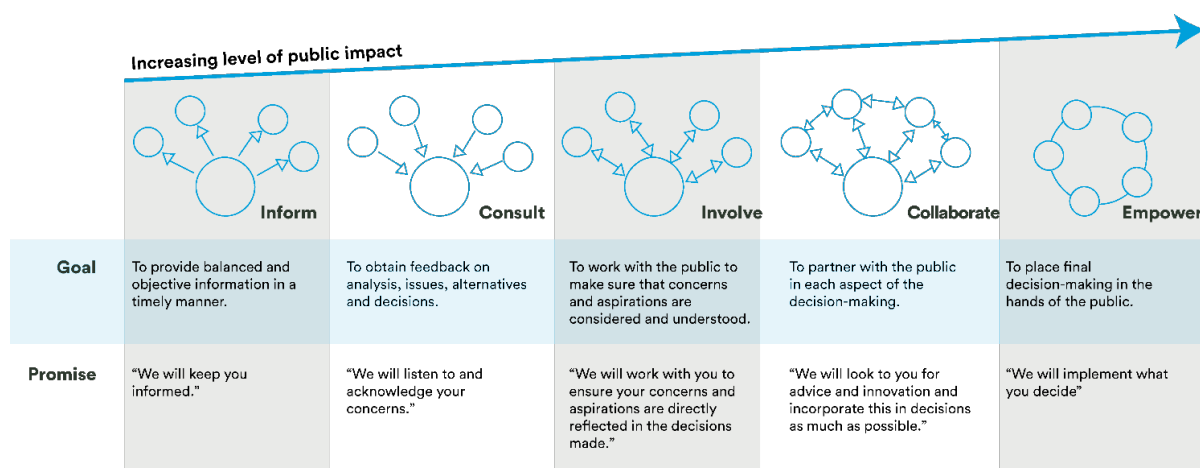 Increasing level of public impact
Inform
Consult
Involve
Collaborate
Empower
Goal
To provide balanced and
objective information in a
timely manner.
To obtain feedback on
analysis, issues, alternatives
and decisions.
To work with the public to
make sure that concerns
and aspirations are
considered and understood.
To partner with the public
in each aspect of the
decision-making.
To place final
decision-making in the
hands of the public.
Promise
“We will keep you
informed.”
“We will listen to and
acknowledge your
concerns.”
“We will work with you to
ensure your concerns and
aspirations are directly
reflected in the decisions
made.”
“We will look to you for
advice and innovation and
incorporate this in decisions
as much as possible.”
“We will implement what
you decide”